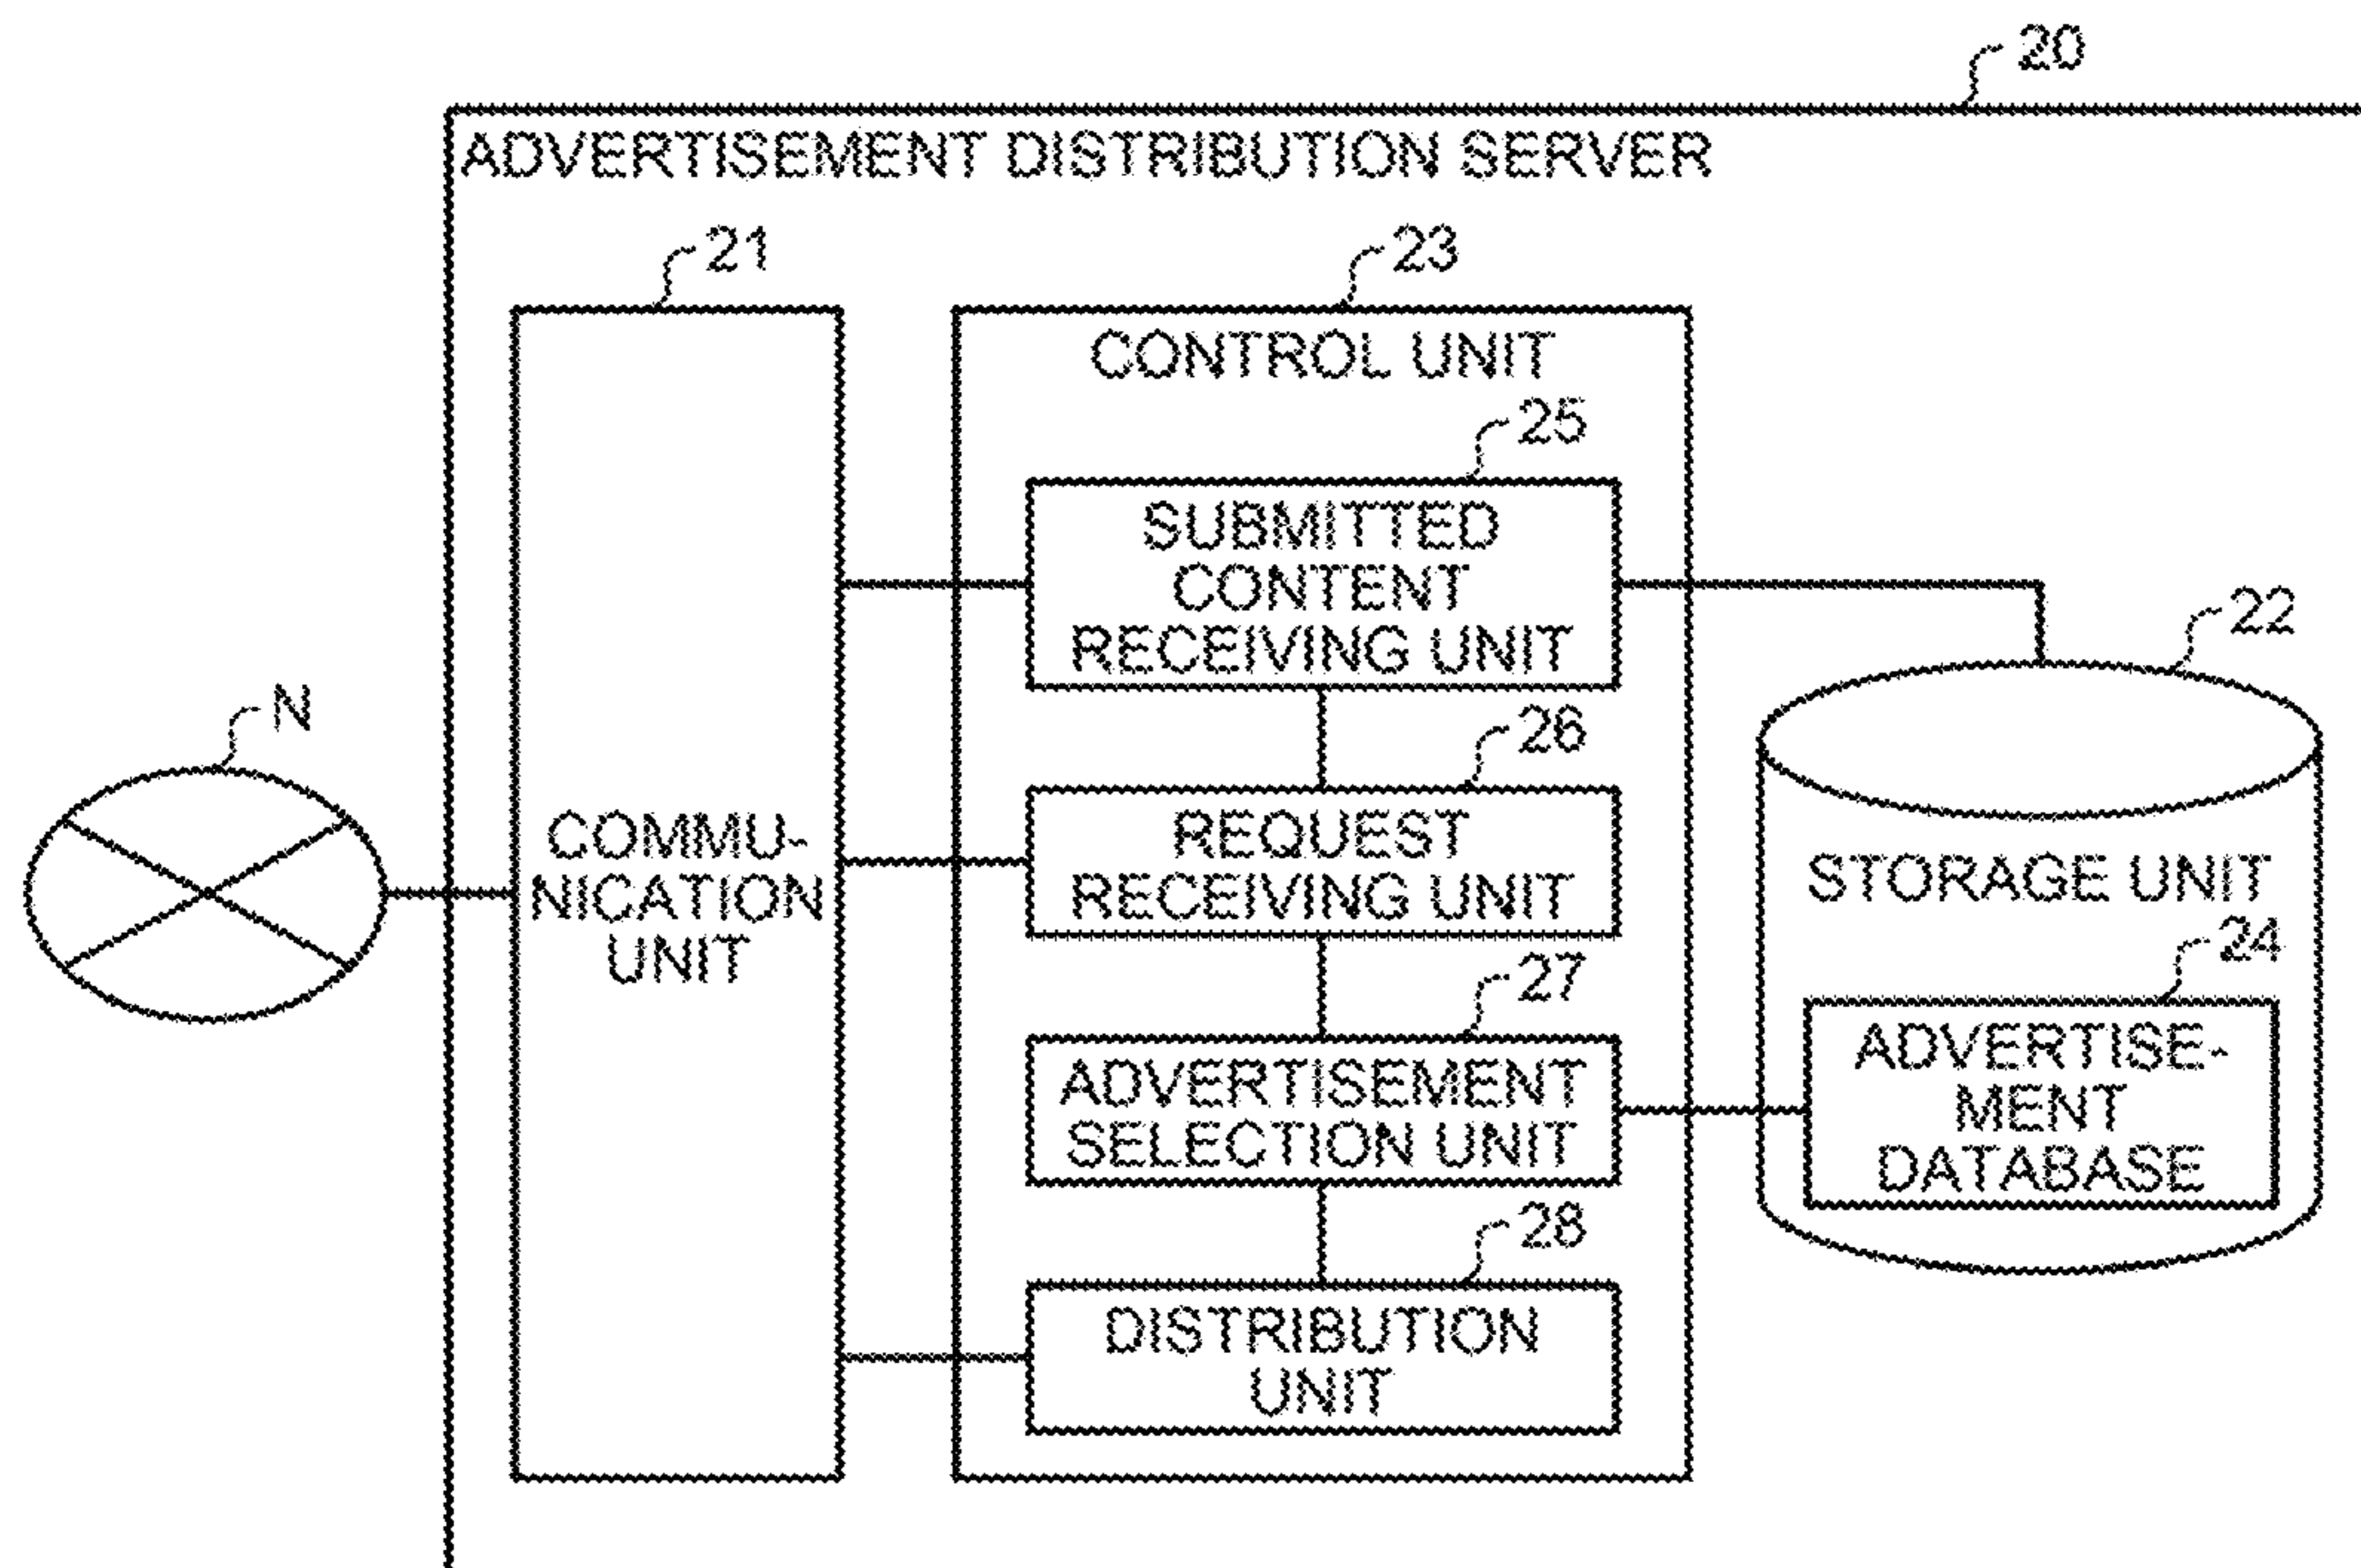 20
ADVERTISEMENT DISTRIBUTION SERVER
21
23
CONTROL UNIT
25
SUBMITTED
CONTENT
RECEIVING UNIT
22
N
26
COMMU-
NICATION
UNIT
REQUEST
RECEIVING UNIT
STORAGE UNIT
24
27
ADVERTISEMENT
SELECTION UNIT
ADVERTISE-
MENT
DATABASE
28
DISTRIBUTION
UNIT